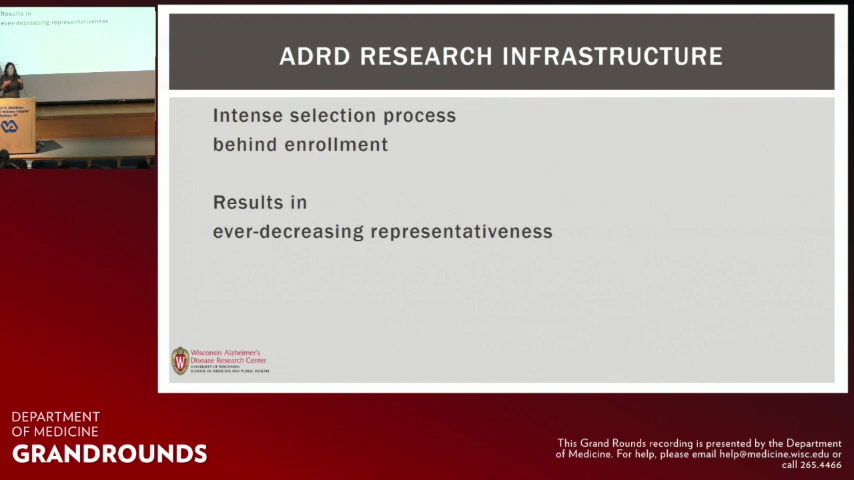 Results in
ever-decreasing representativeness
ADRD RESEARCH INFRASTRUCTURE
Intense selection process
behind enrollment
Results in
ever-decreasing representativeness
Wisconsin Alzheimer's
Disease Research Center
UNIVERSITY OF WISCONSIN
SCHOOL OF MEDICINE AND PUBLIC HEALTH
DEPARTMENT
OF MEDICINE
GRANDROUNDS
This Grand Rounds recording is presented by the Department
of Medicine. For help, please email help@medicine.wisc.edu or
call 265.4466